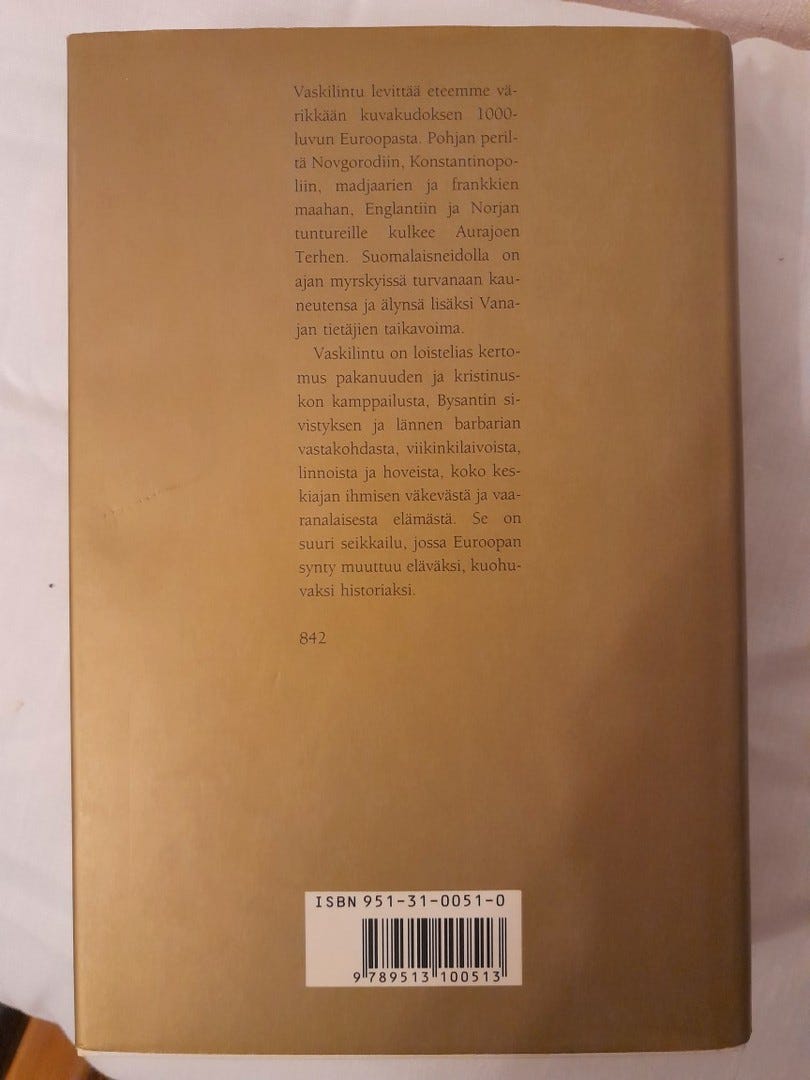 Vaskilintu levittää eteemme vä-
rikkään kuvakudoksen 1000-
luvun Euroopasta. Pohjan peril-
tä Novgorodiin, Konstantinopo-
liin, madjaarien ja frankkien
maahan, Englantiin ja Norjan
tuntureille kulkee Aurajoen
Terhen. Suomalaisneidolla on
ajan myrskyissä turvanaan kau-
neutensa ja älynsä lisäksi Vana-
jan tietäjien taikavoima.
Vaskilintu on loistelias kerto-
mus pakanuuden ja kristinus-
kon kamppailusta, Bysantin si-
vistyksen ja lännen barbarian
vastakohdasta, viikinkilaivoista,
linnoista ja hoveista, koko kes-
kiajan ihmisen väkevästä ja vaa-
ranalaisesta elämästä. Se on
suuri seikkailu, jossa Euroopan
synty muuttuu eläväksi, kuohu-
vaksi historiaksi.
842
ISBN 951-31-0051-0
9 789513 100513